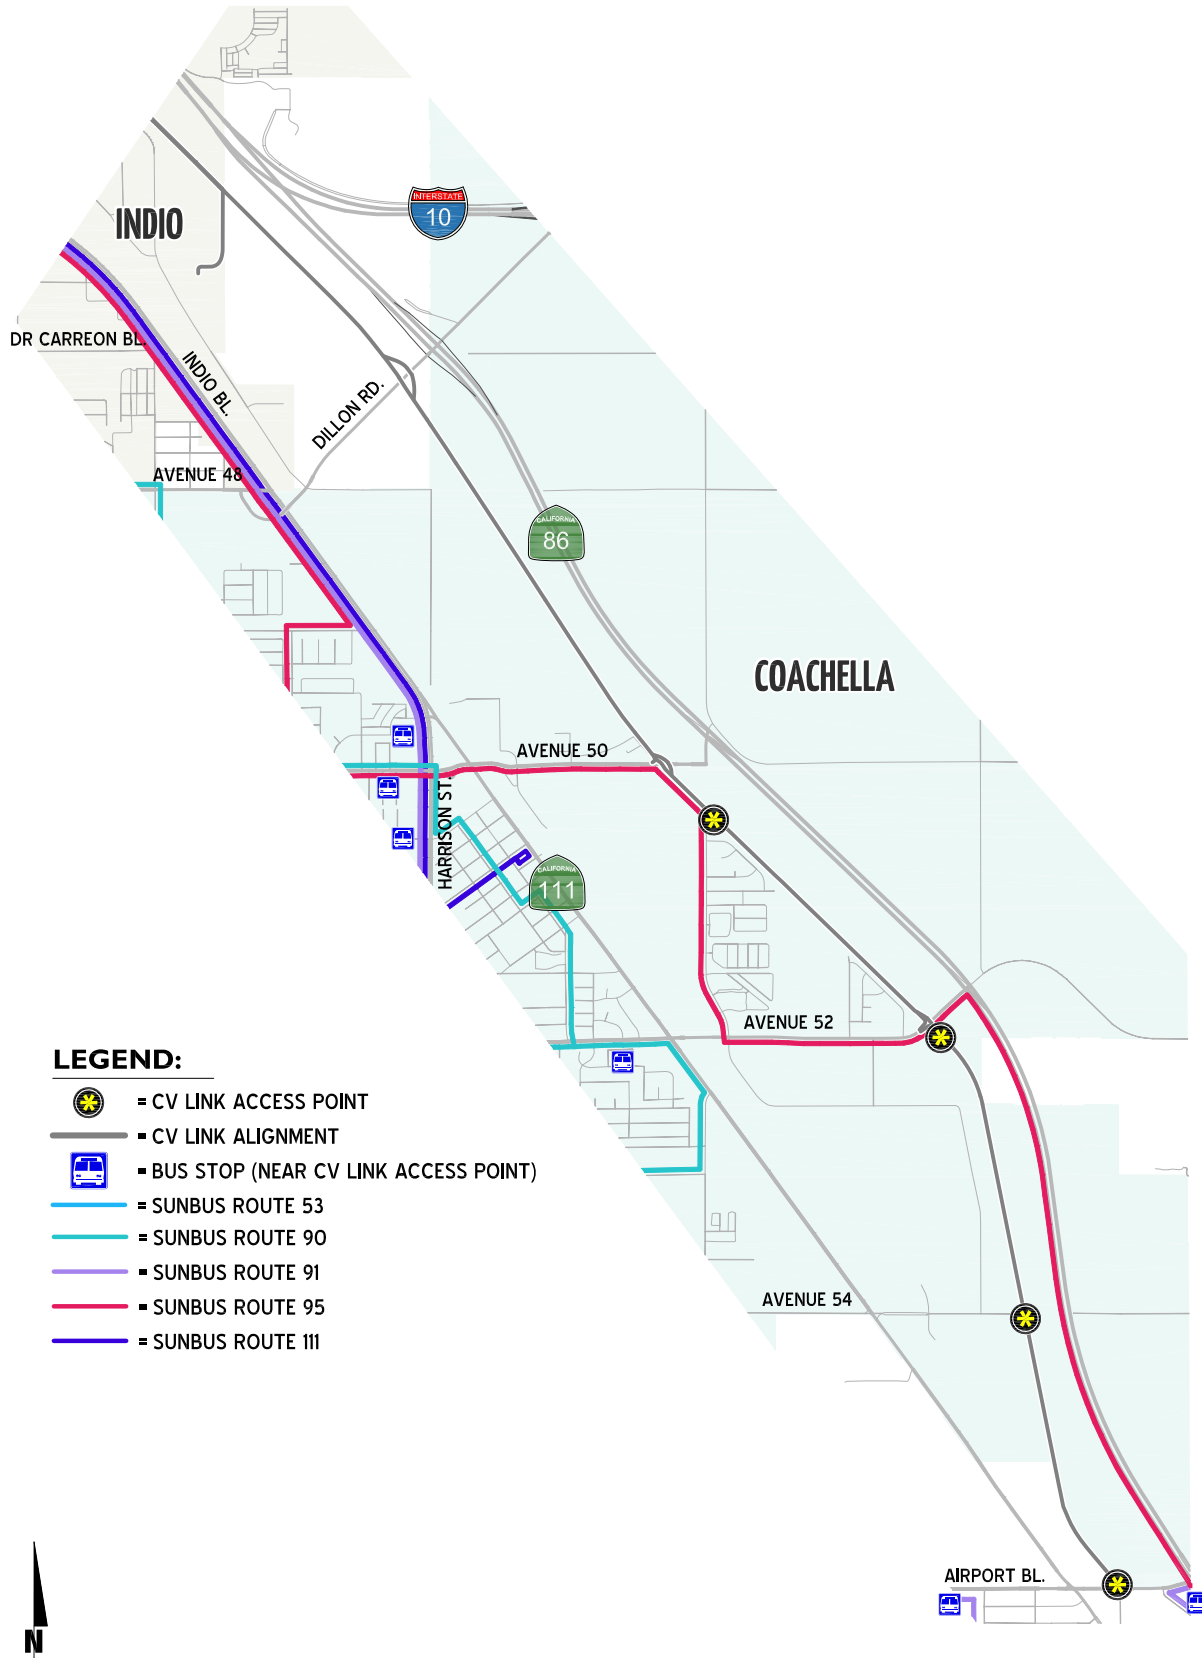 INTERSTATE
10
INDIO
DR CARREON BL.
INDIO BL.
DILLON RD.
AVENUE 48
CALIFORNIA
86
COACHELLA
AVENUE 50
HARRISON ST.
CALIFORNIA
111
AVENUE 52
LEGEND:
= CV LINK ACCESS POINT
= CV LINK ALIGNMENT
= BUS STOP (NEAR CV LINK ACCESS POINT)
= SUNBUS ROUTE 53
= SUNBUS ROUTE 90
= SUNBUS ROUTE 91
= SUNBUS ROUTE 95
= SUNBUS ROUTE 111
AVENUE 54
AIRPORT BL.
N